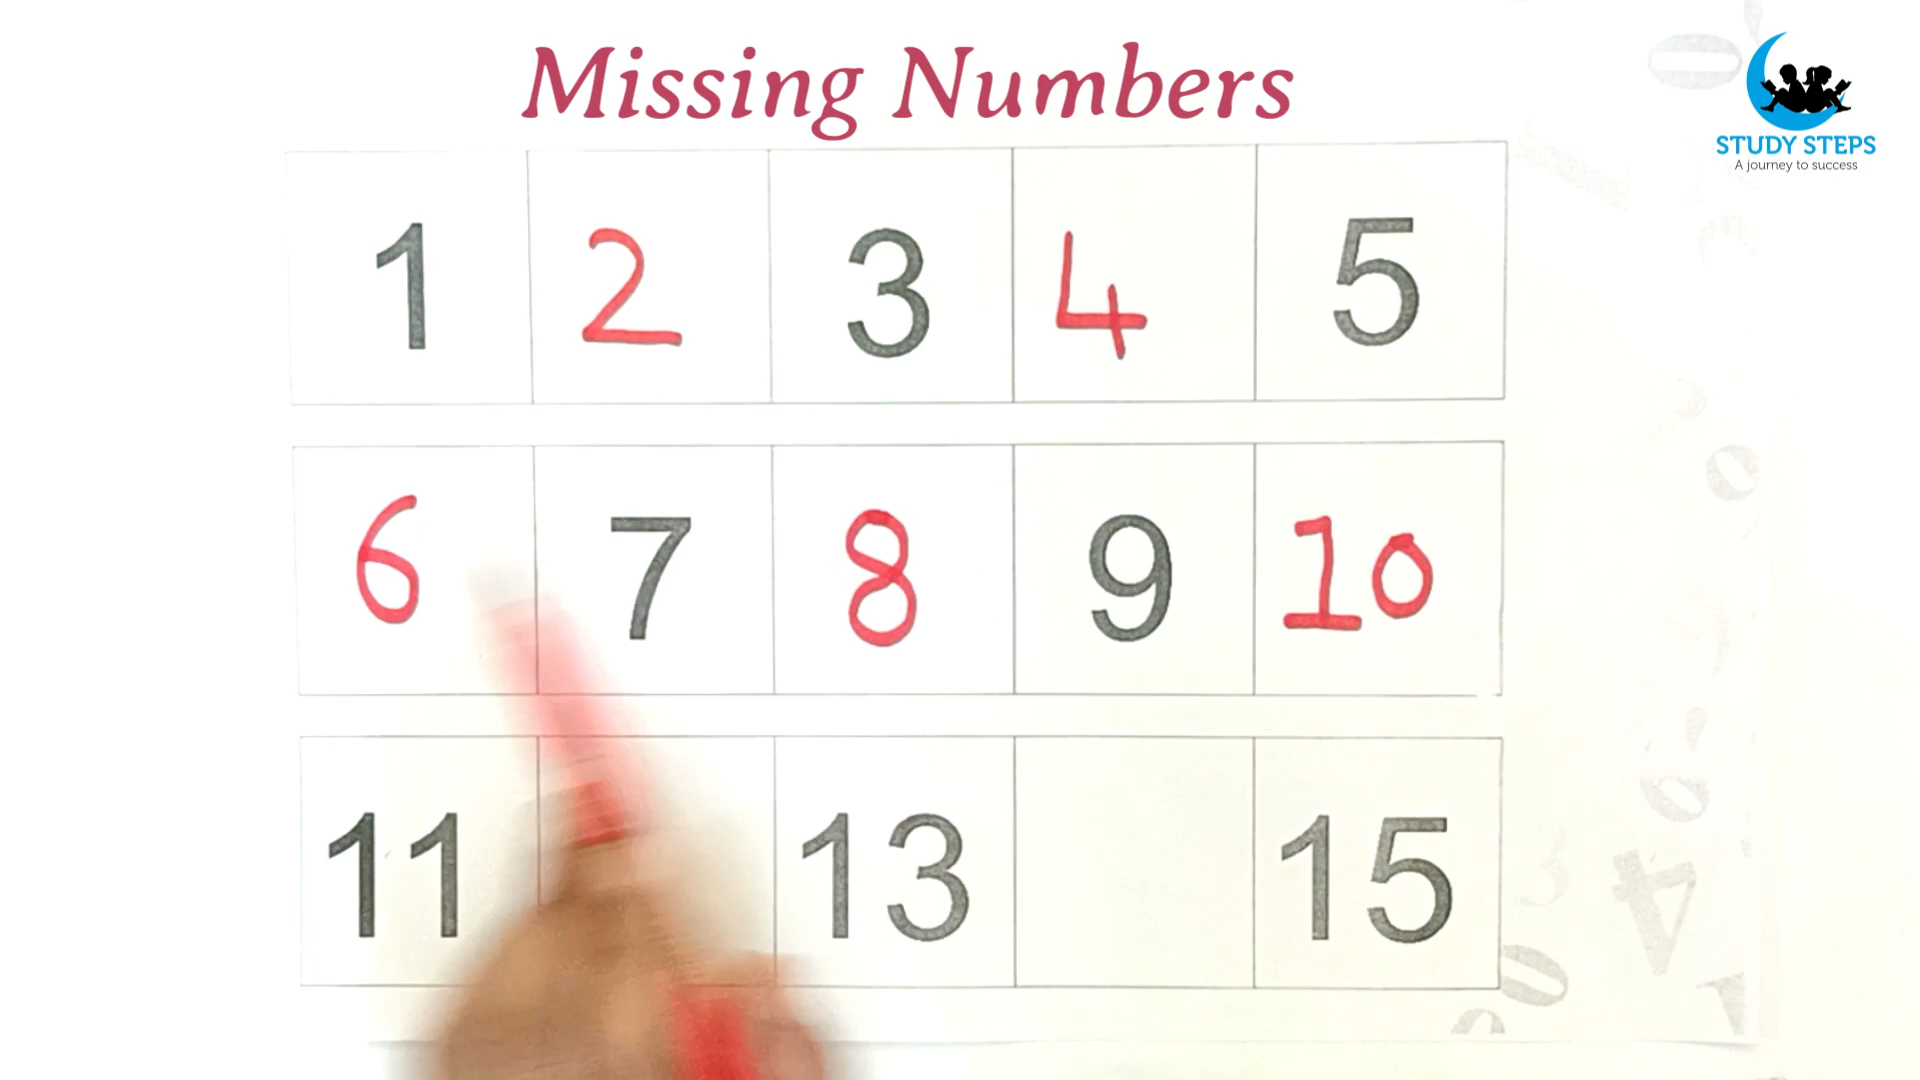 Missing Numbers
STUDY STEPS
A journey to success
1 2 3 4 5
6 7 8 9 10
11 13 15